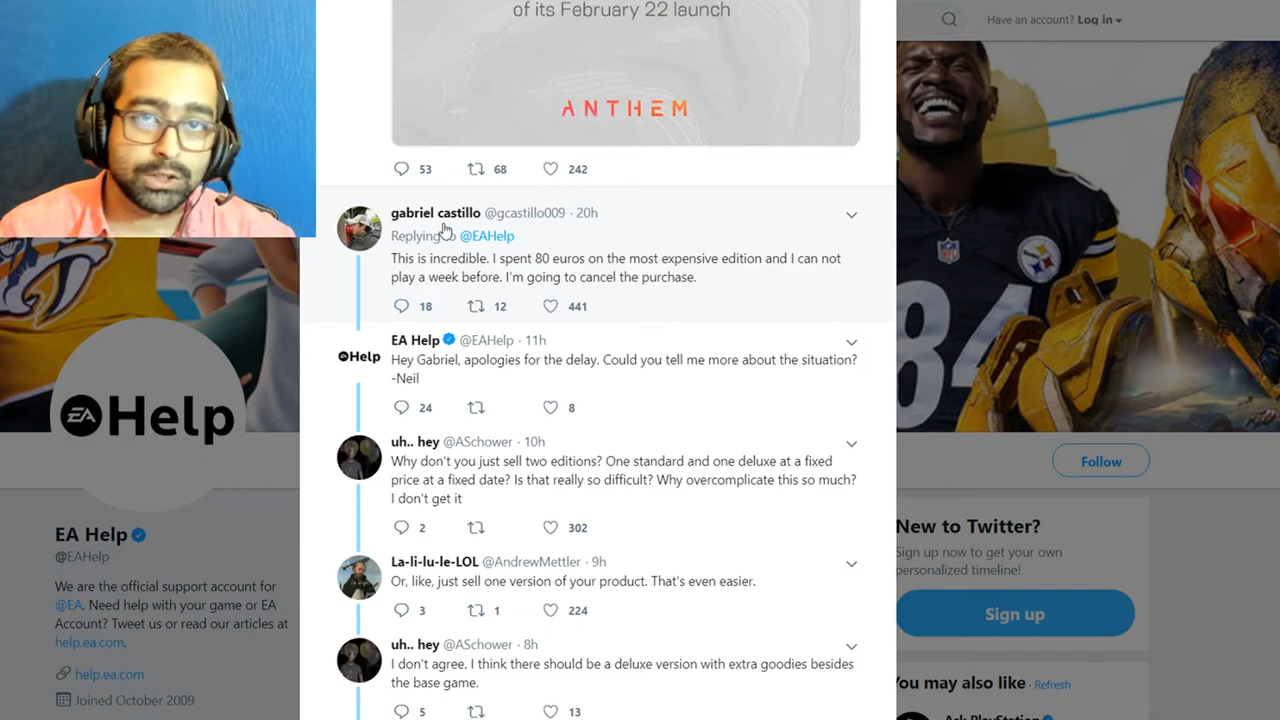 of its February 22 launch
ANTHEM
53 68 242
Have an account? Log in
gabriel castillo @gcastillo009 · 20h
Replying @EAHelp
This is incredible. I spent 80 euros on the most expensive edition and I can not
play a week before. I'm going to cancel the purchase.
18 12 441
EA Help @EAHelp · 11h
Hey Gabriel, apologies for the delay. Could you tell me more about the situation?
-Neil
24 8
uh.. hey @ASchower · 10h
Why don't you just sell two editions? One standard and one deluxe at a fixed
price at a fixed date? Is that really so difficult? Why overcomplicate this so much?
I don't get it
2 302
La-li-lu-le-LOL @AndrewMettler · 9h
Or, like, just sell one version of your product. That's even easier.
3 1 224
uh.. hey @ASchower · 8h
I don't agree. I think there should be a deluxe version with extra goodies besides
the base game.
5 13
EA Help
EA Help
@EAHelp
We are the official support account for
@EA. Need help with your game or EA
Account? Tweet us or read our articles at
help.ea.com.
help.ea.com
Joined October 2009
EA Help
NFL
84
Follow
New to Twitter?
Sign up now to get your own
personalized timeline!
Sign up
You may also like · Refresh
Ask PlayStation